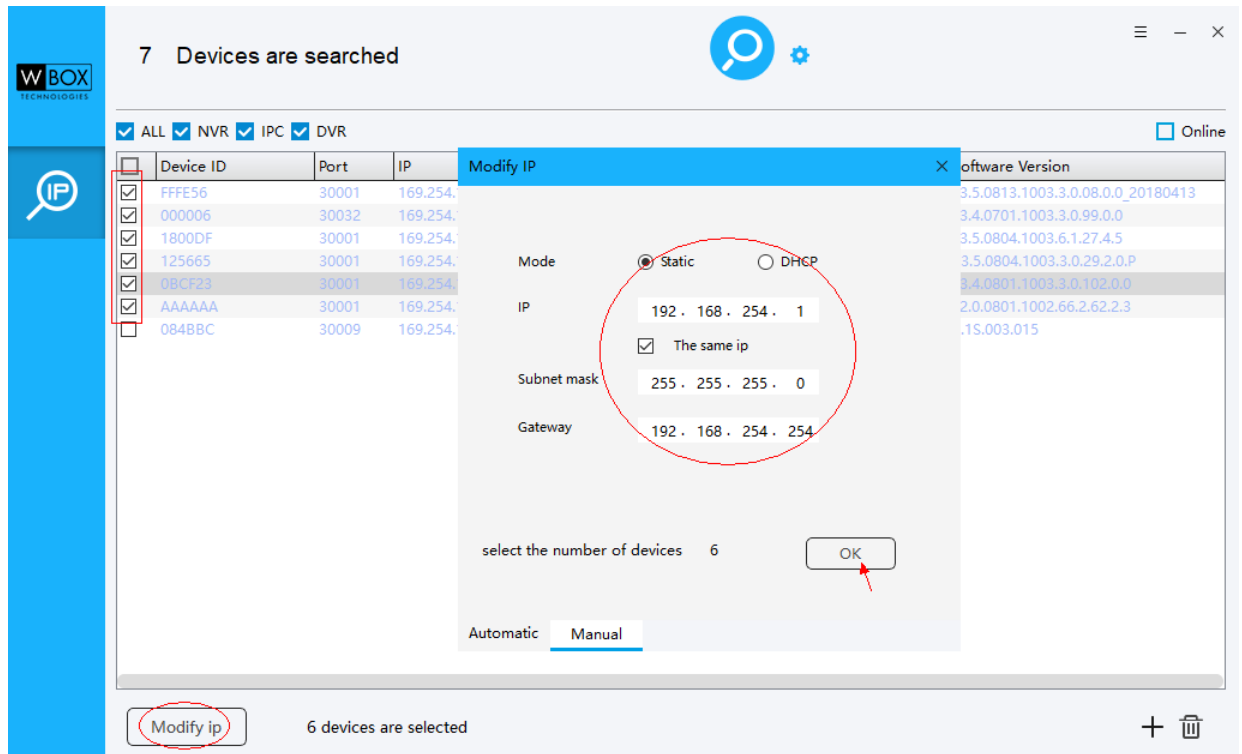 7 Devices are searched
W BOX
TECHNOLOGIES
ALL NVR IPC DVR Online
IP
Device ID Port IP oftware Version
FFFE56 30001 169.254. 3.5.0813.1003.3.0.08.0.0_20180413
000006 30032 169.254. 3.4.0701.1003.3.0.99.0.0
1800DF 30001 169.254. 3.5.0804.1003.6.1.27.4.5
125665 30001 169.254. 3.5.0804.1003.3.0.29.2.0.P
0BCF23 30001 169.254. 3.4.0801.1003.3.0.102.0.0
AAAAAA 30001 169.254. 2.0.0801.1002.66.2.62.2.3
084BBC 30009 169.254. .1S.003.015
Modify IP
Mode Static DHCP
IP 192. 168. 254. 1
The same ip
Subnet mask 255. 255. 255. 0
Gateway 192. 168. 254. 254
select the number of devices 6 OK
Automatic Manual
Modify ip 6 devices are selected